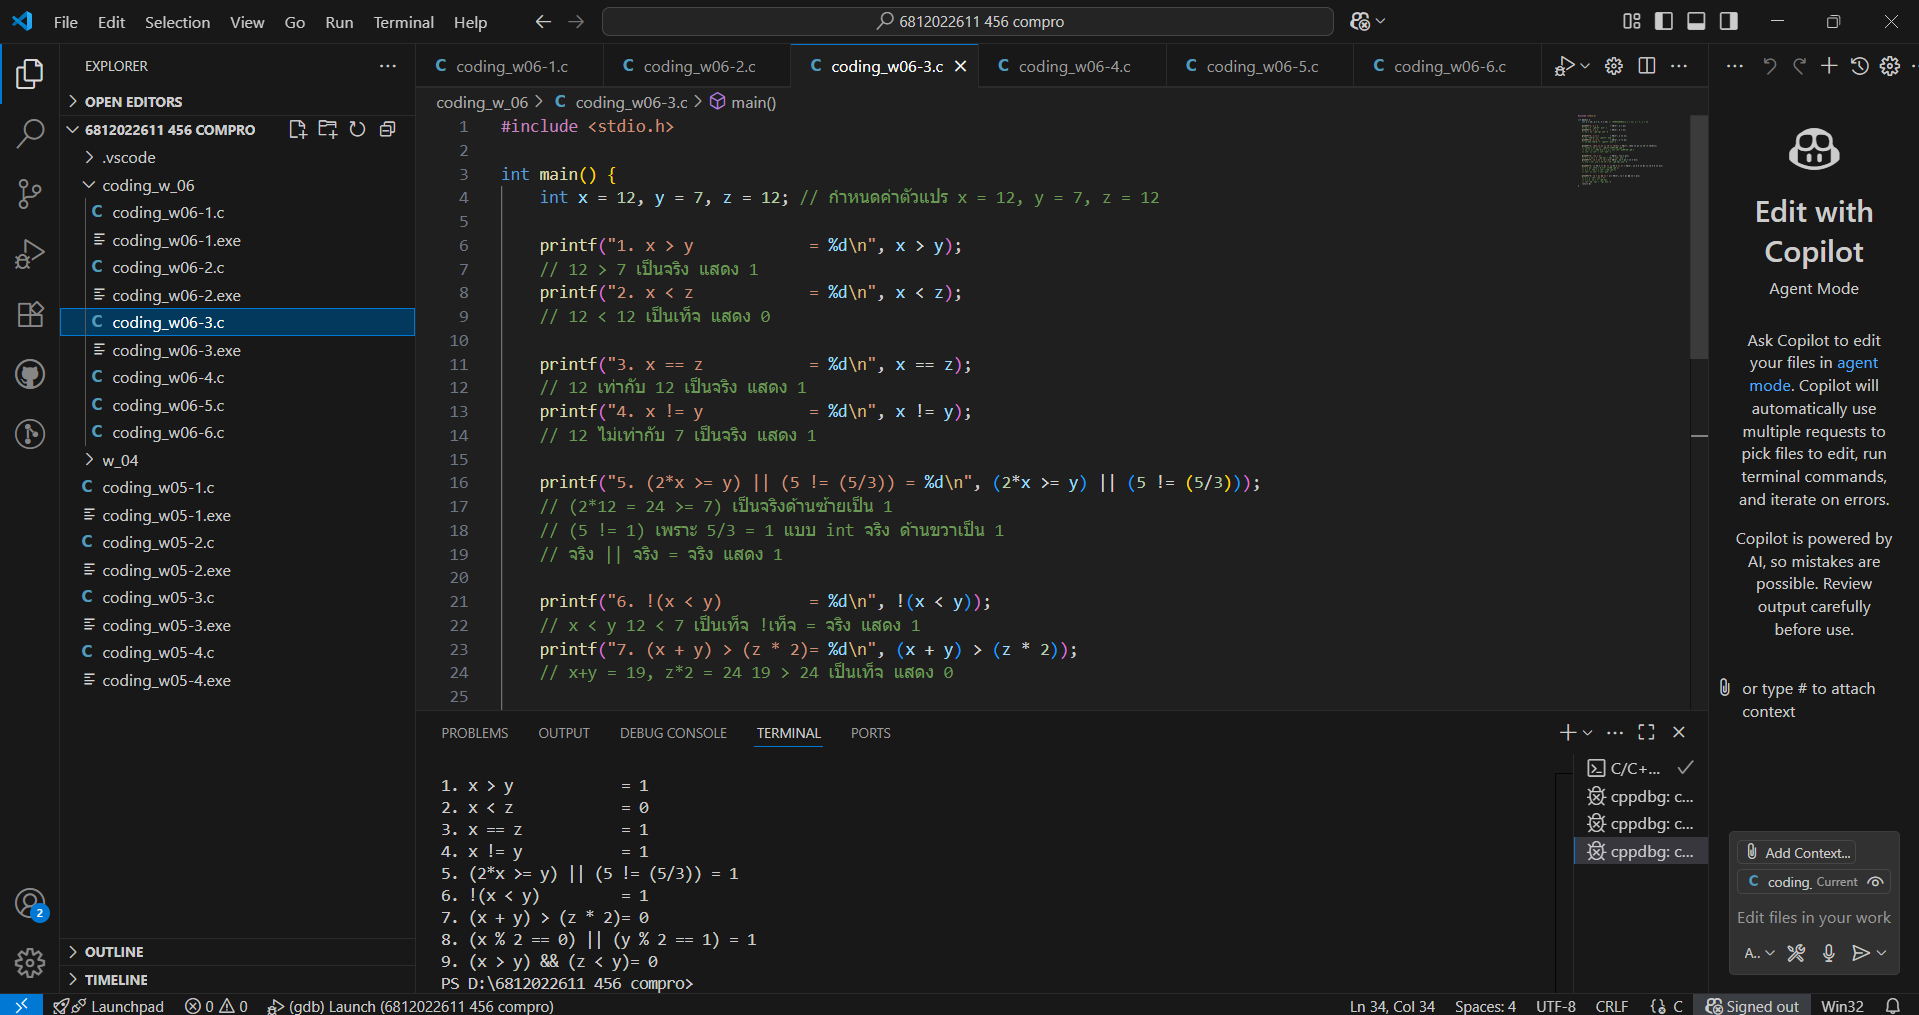 File Edit Selection View Go Run Terminal Help
6812022611 456 compro
EXPLORER
OPEN EDITORS
6812022611 456 COMPRO
.vscode
coding_w_06
C coding_w06-1.c
coding_w06-1.exe
C coding_w06-2.c
coding_w06-2.exe
C coding_w06-3.c
coding_w06-3.exe
C coding_w06-4.c
C coding_w06-5.c
C coding_w06-6.c
w_04
C coding_w05-1.c
coding_w05-1.exe
C coding_w05-2.c
coding_w05-2.exe
C coding_w05-3.c
coding_w05-3.exe
C coding_w05-4.c
coding_w05-4.exe
OUTLINE
TIMELINE
C coding_w06-1.c C coding_w06-2.c C coding_w06-3.c C coding_w06-4.c C coding_w06-5.c C coding_w06-6.c
coding_w_06 > C coding_w06-3.c > main()
1 #include <stdio.h>
2
3 int main() {
4 int x = 12, y = 7, z = 12; // กำหนดค่าตัวแปร x = 12, y = 7, z = 12
5
6 printf("1. x > y = %d\n", x > y);
7 // 12 > 7 เป็นจริง แสดง 1
8 printf("2. x < z = %d\n", x < z);
9 // 12 < 12 เป็นเท็จ แสดง 0
10
11 printf("3. x == z = %d\n", x == z);
12 // 12 เท่ากับ 12 เป็นจริง แสดง 1
13 printf("4. x != y = %d\n", x != y);
14 // 12 ไม่เท่ากับ 7 เป็นจริง แสดง 1
15
16 printf("5. (2*x >= y) || (5 != (5/3)) = %d\n", (2*x >= y) || (5 != (5/3)));
17 // (2*12 = 24 >= 7) เป็นจริงด้านซ้ายเป็น 1
18 // (5 != 1) เพราะ 5/3 = 1 แบบ int จริง ด้านขวาเป็น 1
19 // จริง || จริง = จริง แสดง 1
20
21 printf("6. !(x < y) = %d\n", !(x < y));
22 // x < y 12 < 7 เป็นเท็จ !เท็จ = จริง แสดง 1
23 printf("7. (x + y) > (z * 2)= %d\n", (x + y) > (z * 2));
24 // x+y = 19, z*2 = 24 19 > 24 เป็นเท็จ แสดง 0
25
PROBLEMS OUTPUT DEBUG CONSOLE TERMINAL PORTS
1. x > y = 1
2. x < z = 0
3. x == z = 1
4. x != y = 1
5. (2*x >= y) || (5 != (5/3)) = 1
6. !(x < y) = 1
7. (x + y) > (z * 2)= 0
8. (x % 2 == 0) || (y % 2 == 1) = 1
9. (x > y) && (z < y)= 0
PS D:\6812022611 456 compro>
C/C+...
cppdbg: c...
cppdbg: c...
cppdbg: c...
Edit with
Copilot
Agent Mode
Ask Copilot to edit
your files in agent
mode. Copilot will
automatically use
multiple requests to
pick files to edit, run
terminal commands,
and iterate on errors.
Copilot is powered by
AI, so mistakes are
possible. Review
output carefully
before use.
or type # to attach
context
Add Context...
C coding_ Current
Edit files in your work
A..
2
Launchpad 0 0 (gdb) Launch (6812022611 456 compro) Ln 34, Col 34 Spaces: 4 UTF-8 CRLF {} C Signed out Win32